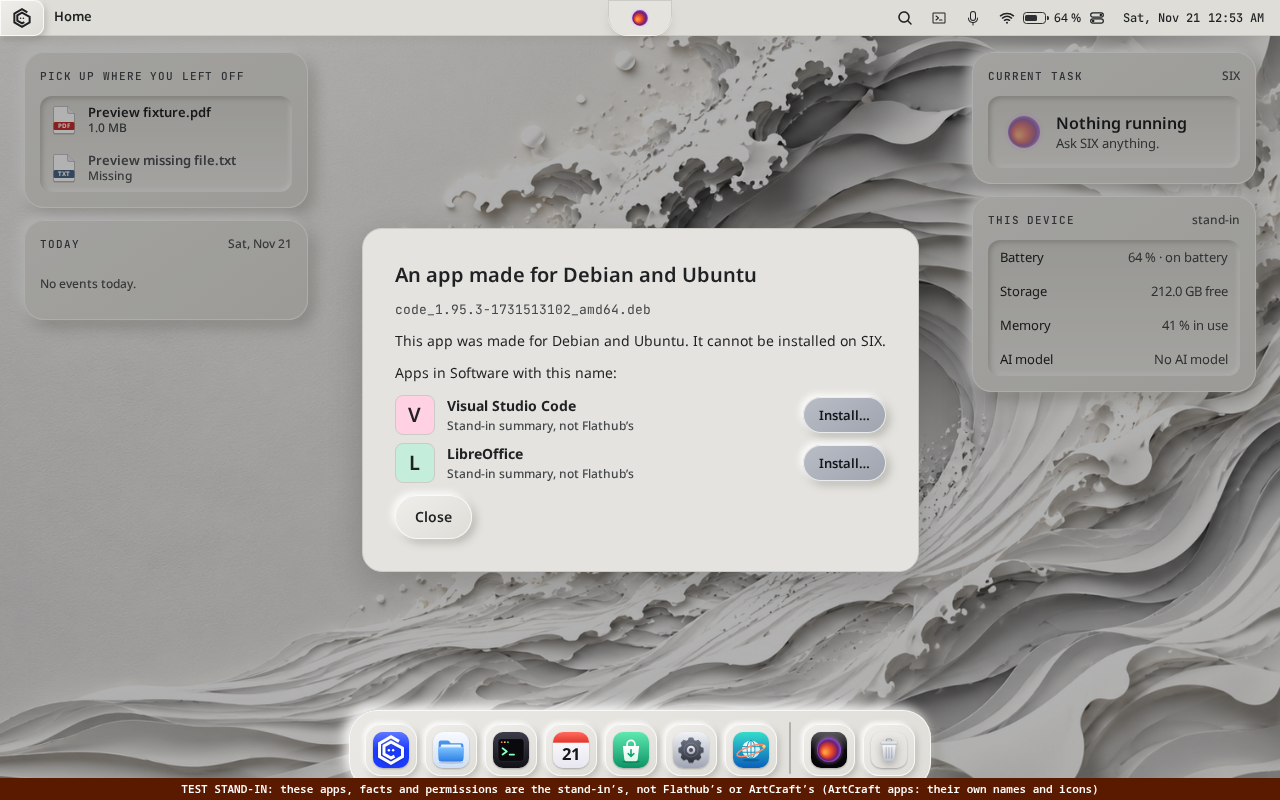 Home
64 %
Sat, Nov 21 12:53 AM
PICK UP WHERE YOU LEFT OFF
PDF
Preview fixture.pdf
1.0 MB
TXT
Preview missing file.txt
Missing
TODAY
Sat, Nov 21
No events today.
CURRENT TASK
SIX
Nothing running
Ask SIX anything.
THIS DEVICE
stand-in
Battery
64 % · on battery
Storage
212.0 GB free
Memory
41 % in use
AI model
No AI model
An app made for Debian and Ubuntu
code_1.95.3-1731513102_amd64.deb
This app was made for Debian and Ubuntu. It cannot be installed on SIX.
Apps in Software with this name:
V
Visual Studio Code
Stand-in summary, not Flathub’s
Install…
L
LibreOffice
Stand-in summary, not Flathub’s
Install…
Close
21
TEST STAND-IN: these apps, facts and permissions are the stand-in’s, not Flathub’s or ArtCraft’s (ArtCraft apps: their own names and icons)